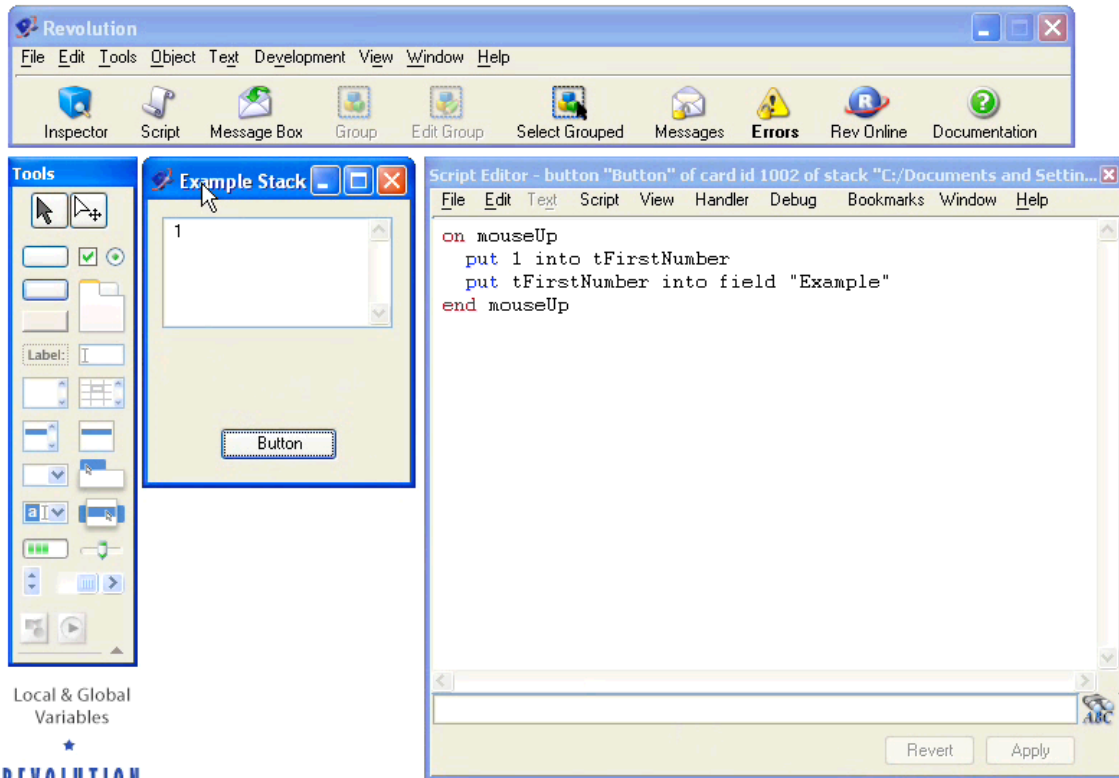 Revolution
File Edit Tools Object Text Development View Window Help
Inspector Script Message Box Group Edit Group Select Grouped Messages Errors Rev Online Documentation
Tools
Example Stack
Script Editor - button "Button" of card id 1002 of stack "C:/Documents and Settin...
File Edit Text Script View Handler Debug Bookmarks Window Help
1
on mouseUp
put 1 into tFirstNumber
put tFirstNumber into field "Example"
end mouseUp
Label:
Button
a
Local & Global
Variables
ABC
REVOLUTION
Revert Apply